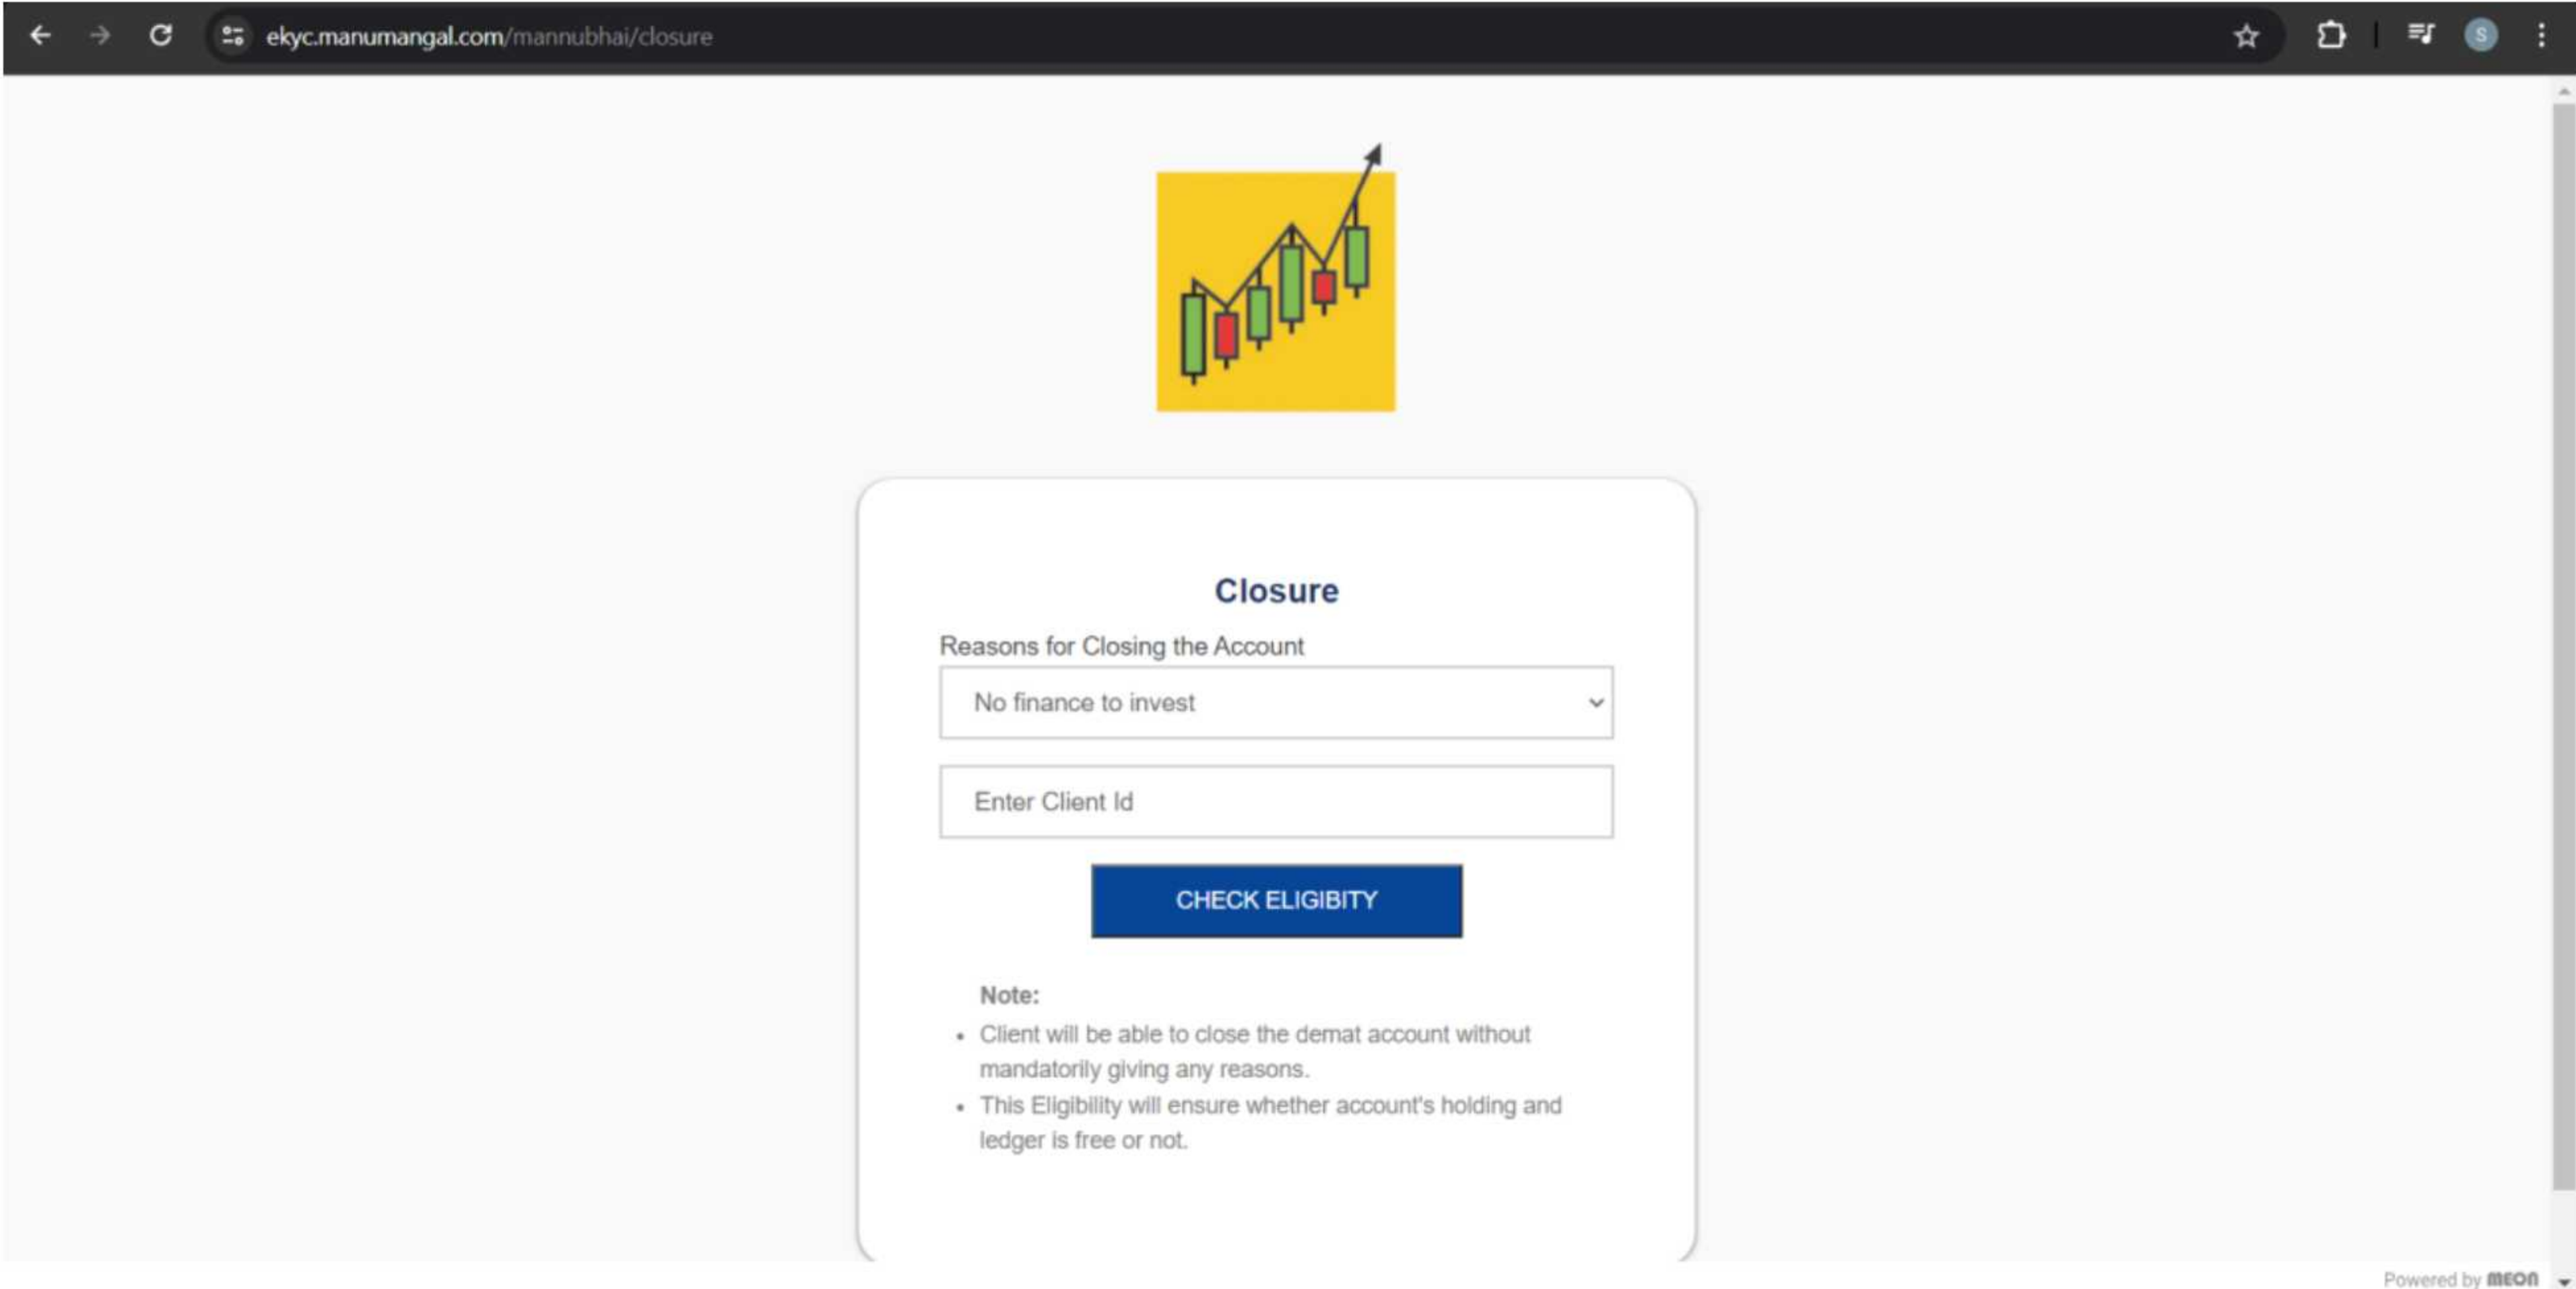 ekyc.manumangal.com/mannubhai/closure
S
Closure
Reasons for Closing the Account
No finance to invest
Enter Client Id
CHECK ELIGIBITY
Note:
• Client will be able to close the demat account without
mandatorily giving any reasons.
• This Eligibility will ensure whether account's holding and
ledger is free or not.
Powered by MEON